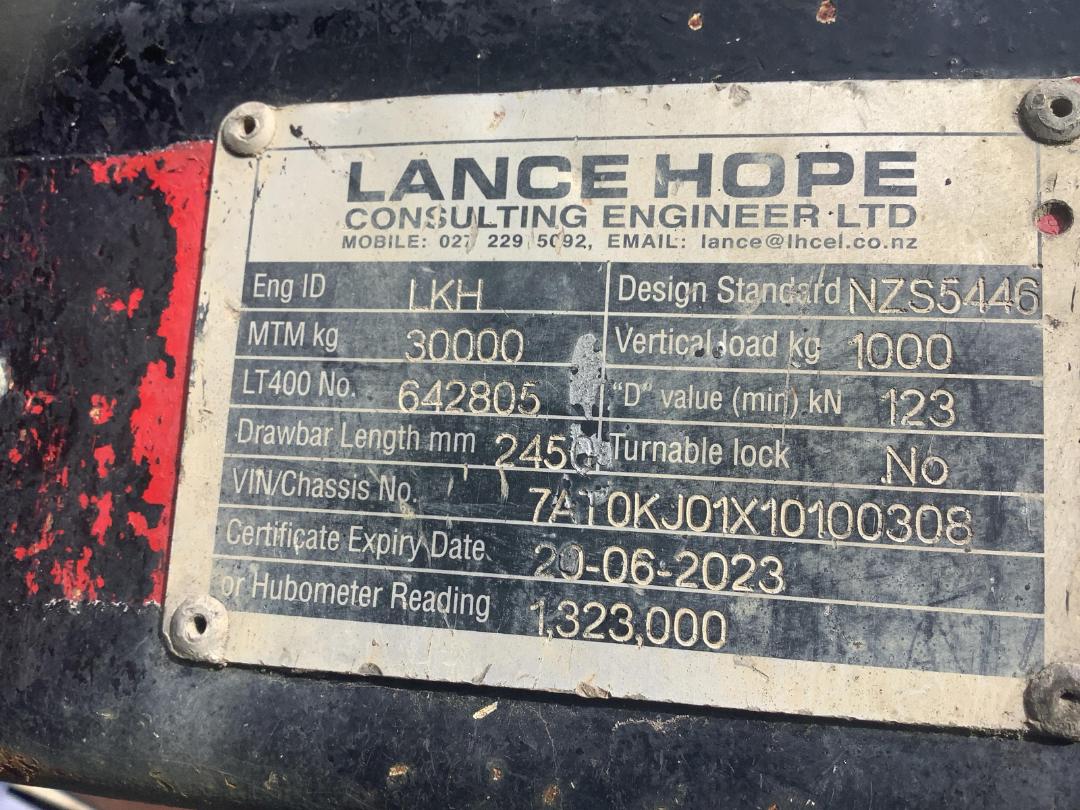 LANCE HOPE
CONSULTING ENGINEER LTD
MOBILE: 027 229 5092, EMAIL: lance@lhcel.co.nz
Eng ID LKH Design Standard NZS5446
MTM kg 30000 Vertical load kg 1000
LT400 No. 642805 "D" value (min) kN 123
Drawbar Length mm 2450 Turnable lock No
VIN/Chassis No. 7AT0KJ01X10100308
Certificate Expiry Date 20-06-2023
or Hubometer Reading 1,323,000